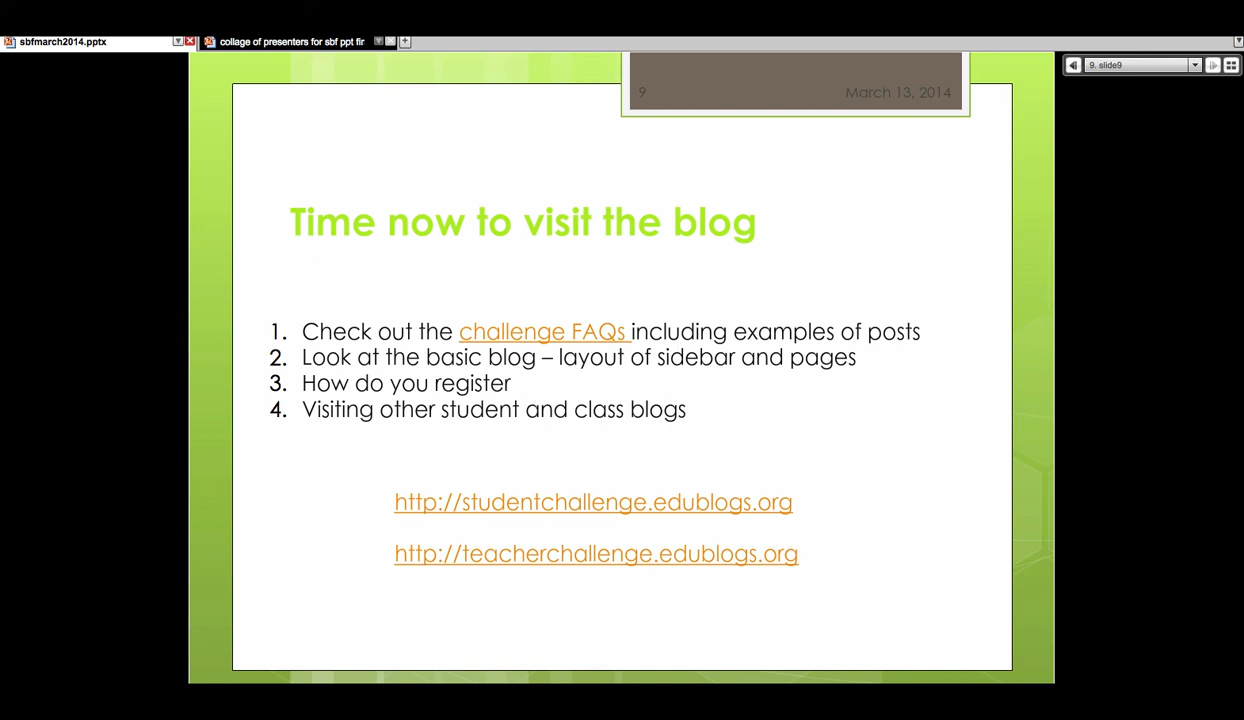 sbfmarch2014.pptx
collage of presenters for sbf ppt fir
9. slide9
9
March 13, 2014
Time now to visit the blog
1. Check out the challenge FAQs including examples of posts
2. Look at the basic blog – layout of sidebar and pages
3. How do you register
4. Visiting other student and class blogs
http://studentchallenge.edublogs.org
http://teacherchallenge.edublogs.org